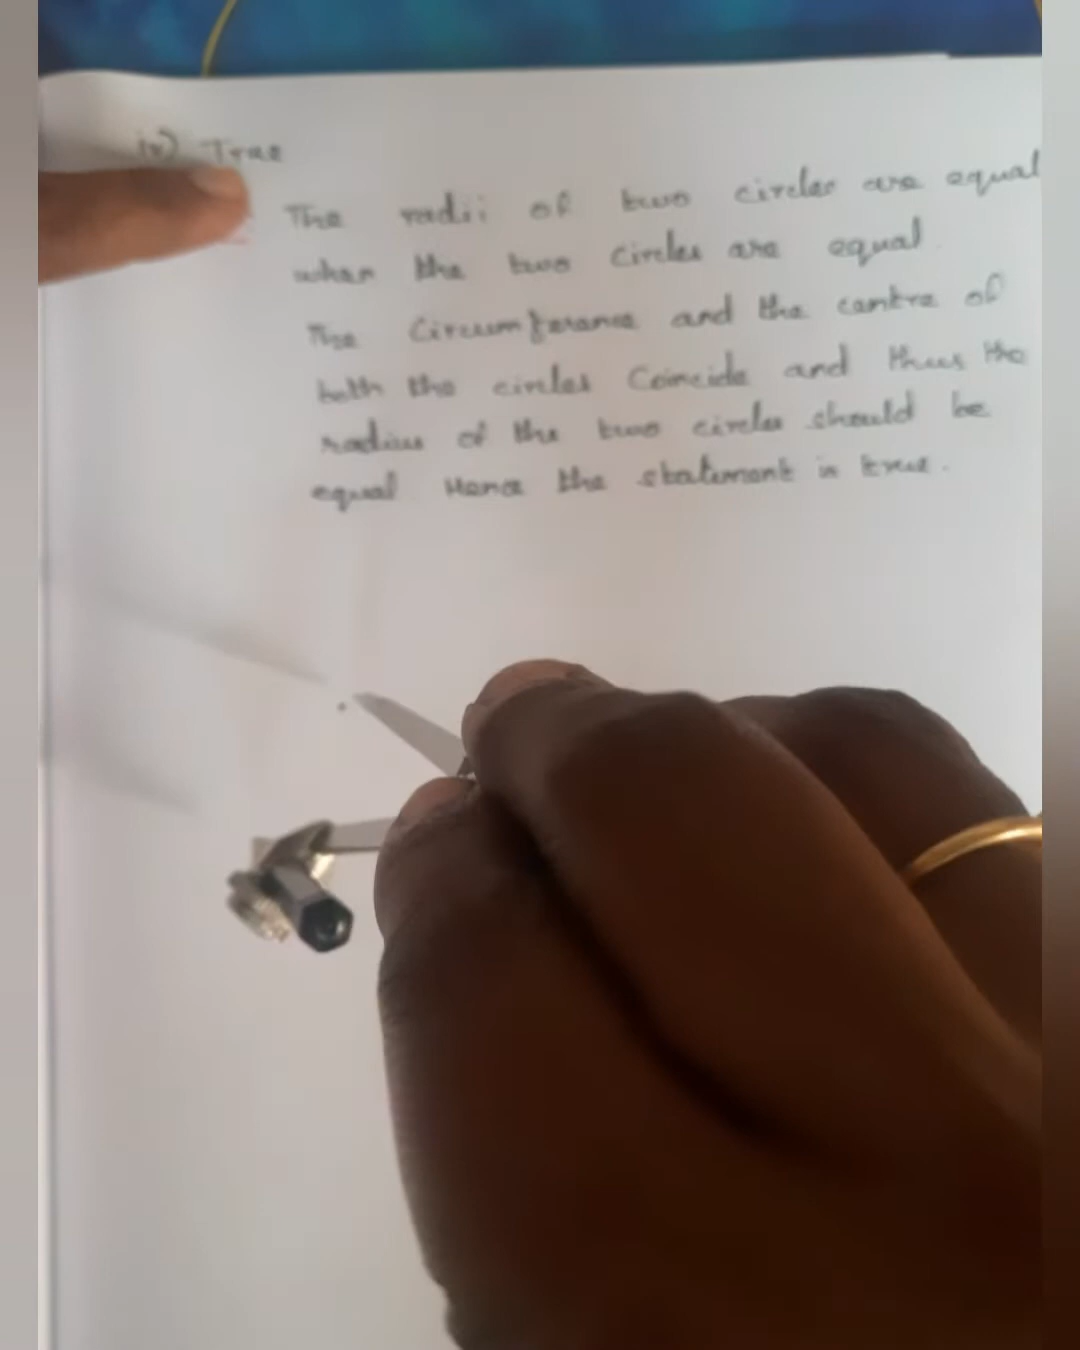 iv) True
The radii of two circles are equal
when the two circles are equal.
The Circumference and the centre of
both the circles Coincide and thus the
radius of the two circles should be
equal Hence the statement is true.